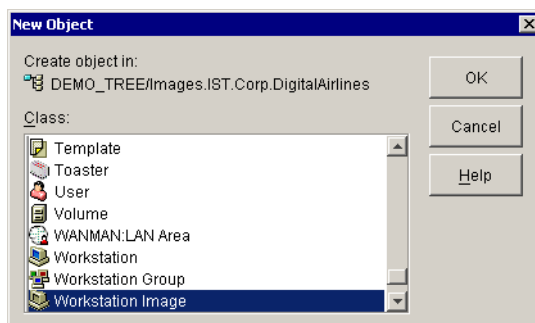 New Object
Create object in:
DEMO_TREE/Images.IST.Corp.DigitalAirlines
Class:
Template
Toaster
User
Volume
WANMAN:LAN Area
Workstation
Workstation Group
Workstation Image
OK
Cancel
Help